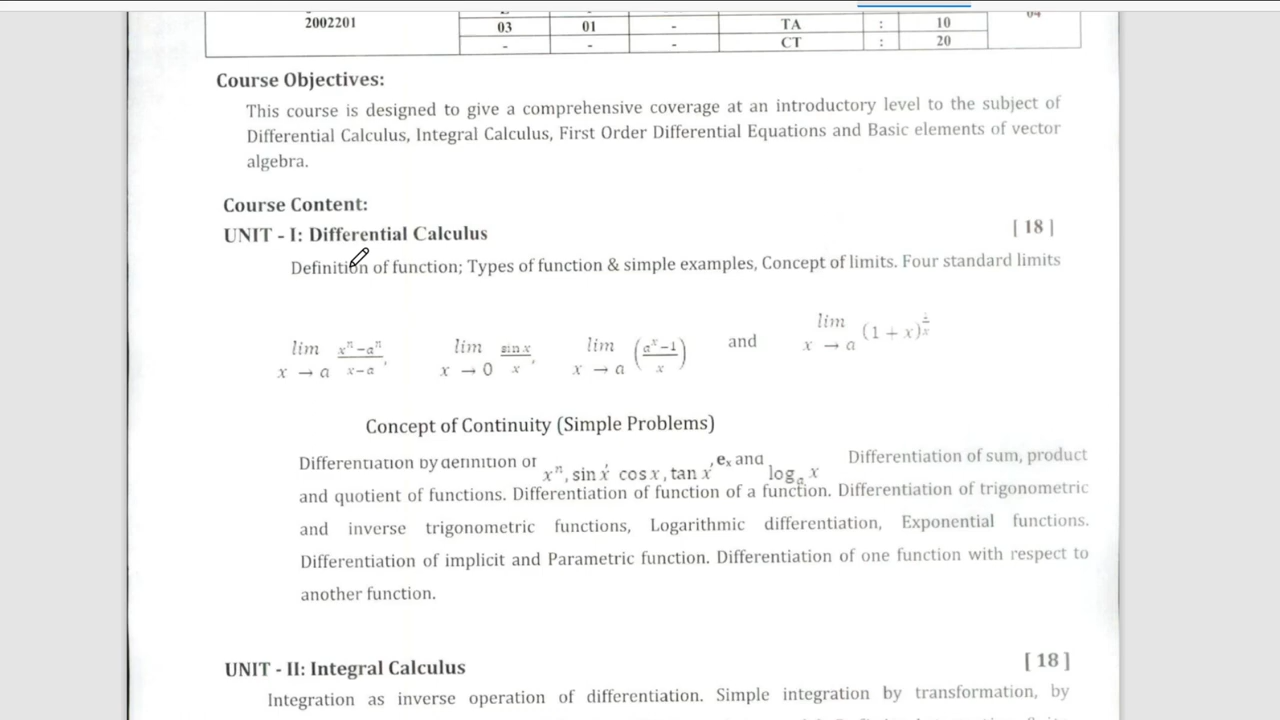 2002201
03 01 - TA : 10
- - - CT : 20
Course Objectives:
This course is designed to give a comprehensive coverage at an introductory level to the subject of
Differential Calculus, Integral Calculus, First Order Differential Equations and Basic elements of vector
algebra.
Course Content:
UNIT - I: Differential Calculus [ 18 ]
Definition of function; Types of function & simple examples, Concept of limits. Four standard limits
lim x → a (xⁿ−aⁿ)/(x−a), lim x → 0 sin x/x, lim x → a ((aˣ−1)/x) and lim x → a (1 + x)
Concept of Continuity (Simple Problems)
Differentiation by definition of xⁿ, sin x, cos x, tan x, eₓ and logₐ x Differentiation of sum, product
and quotient of functions. Differentiation of function of a function. Differentiation of trigonometric
and inverse trigonometric functions, Logarithmic differentiation, Exponential functions.
Differentiation of implicit and Parametric function. Differentiation of one function with respect to
another function.
UNIT - II: Integral Calculus [ 18 ]
Integration as inverse operation of differentiation. Simple integration by transformation, by